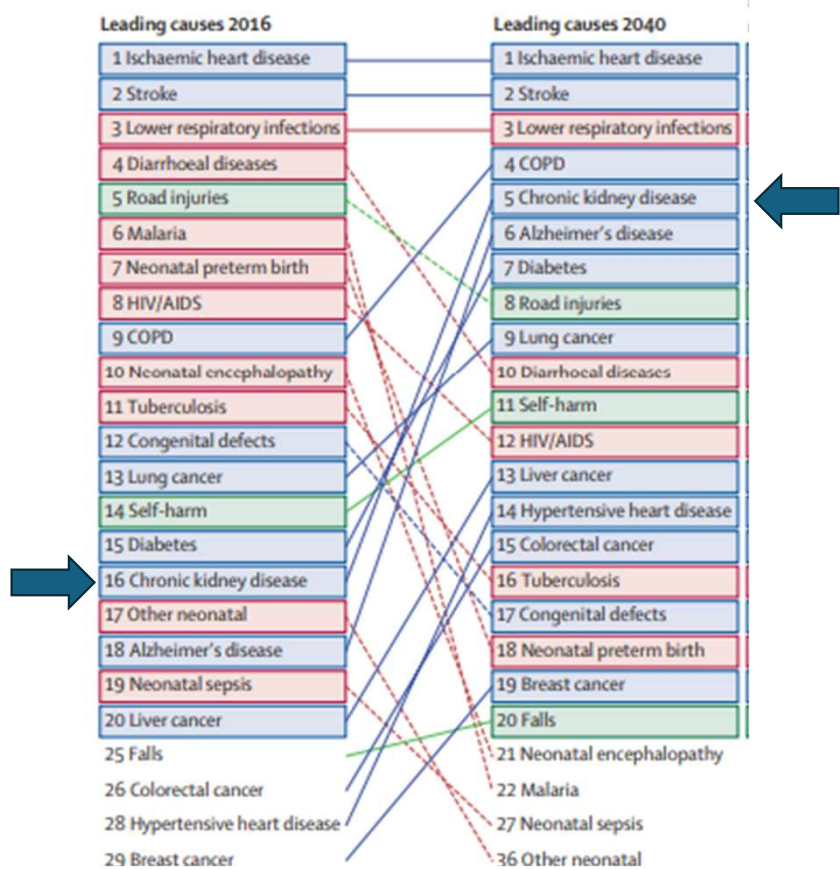 Leading causes 2016
1 Ischaemic heart disease
2 Stroke
3 Lower respiratory infections
4 Diarrhoeal diseases
5 Road injuries
6 Malaria
7 Neonatal preterm birth
8 HIV/AIDS
9 COPD
10 Neonatal encephalopathy
11 Tuberculosis
12 Congenital defects
13 Lung cancer
14 Self-harm
15 Diabetes
16 Chronic kidney disease
17 Other neonatal
18 Alzheimer's disease
19 Neonatal sepsis
20 Liver cancer
25 Falls
26 Colorectal cancer
28 Hypertensive heart disease
29 Breast cancer
Leading causes 2040
1 Ischaemic heart disease
2 Stroke
3 Lower respiratory infections
4 COPD
5 Chronic kidney disease
6 Alzheimer's disease
7 Diabetes
8 Road injuries
9 Lung cancer
10 Diarrhoeal diseases
11 Self-harm
12 HIV/AIDS
13 Liver cancer
14 Hypertensive heart disease
15 Colorectal cancer
16 Tuberculosis
17 Congenital defects
18 Neonatal preterm birth
19 Breast cancer
20 Falls
21 Neonatal encephalopathy
22 Malaria
27 Neonatal sepsis
36 Other neonatal